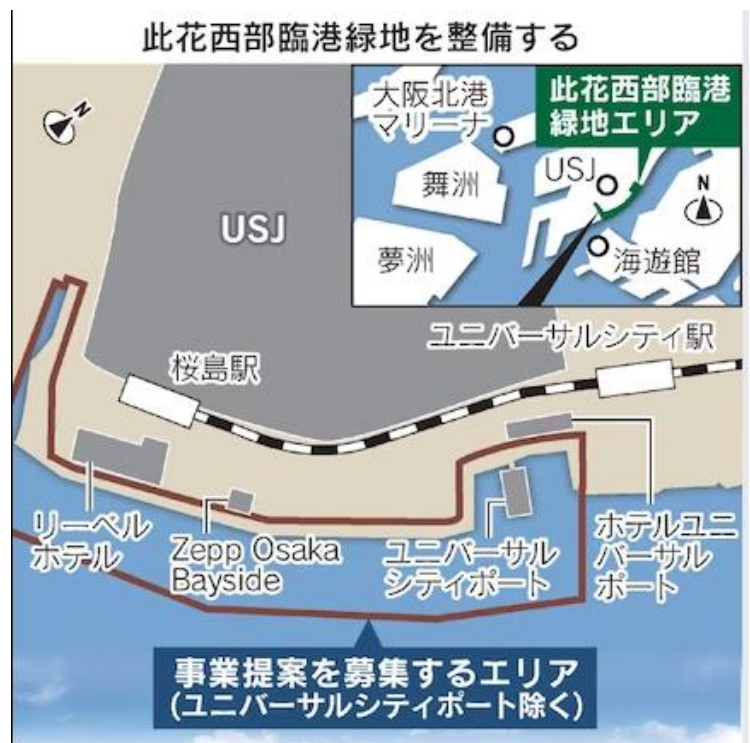 此花西部臨港緑地を整備する
N
大阪北港
マリーナ
此花西部臨港
緑地エリア
舞洲
USJ
N
夢洲
海遊館
USJ
ユニバーサルシティ駅
桜島駅
リーベル
ホテル
Zepp Osaka
Bayside
ユニバーサル
シティポート
ホテルユニ
バーサル
ポート
事業提案を募集するエリア
(ユニバーサルシティポート除く)